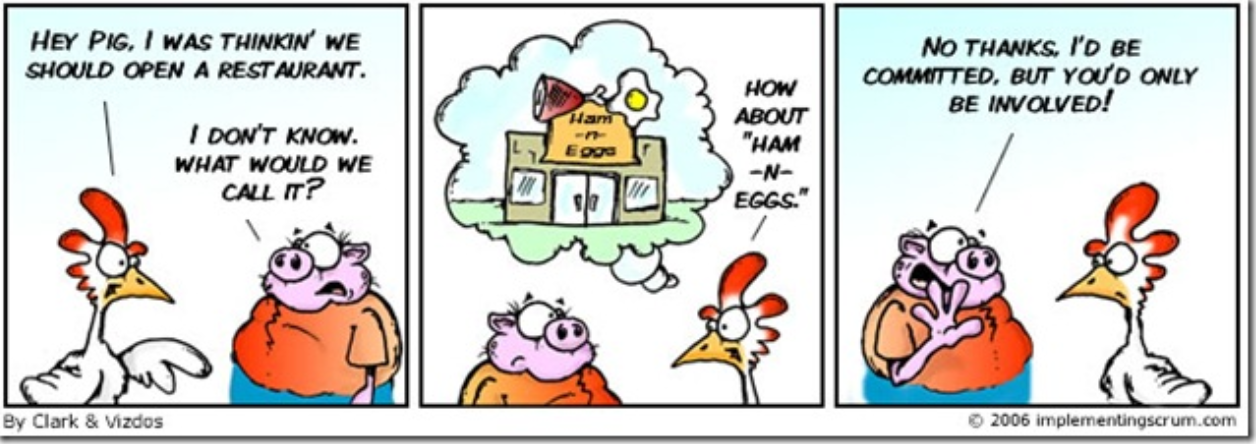 HEY PIG, I WAS THINKIN' WE
SHOULD OPEN A RESTAURANT.
I DON'T KNOW.
WHAT WOULD WE
CALL IT?
Ham
-n-
Eggs
HOW
ABOUT
"HAM
-N-
EGGS."
NO THANKS, I'D BE
COMMITTED, BUT YOU'D ONLY
BE INVOLVED!
By Clark & Vizdos
© 2006 implementingscrum.com